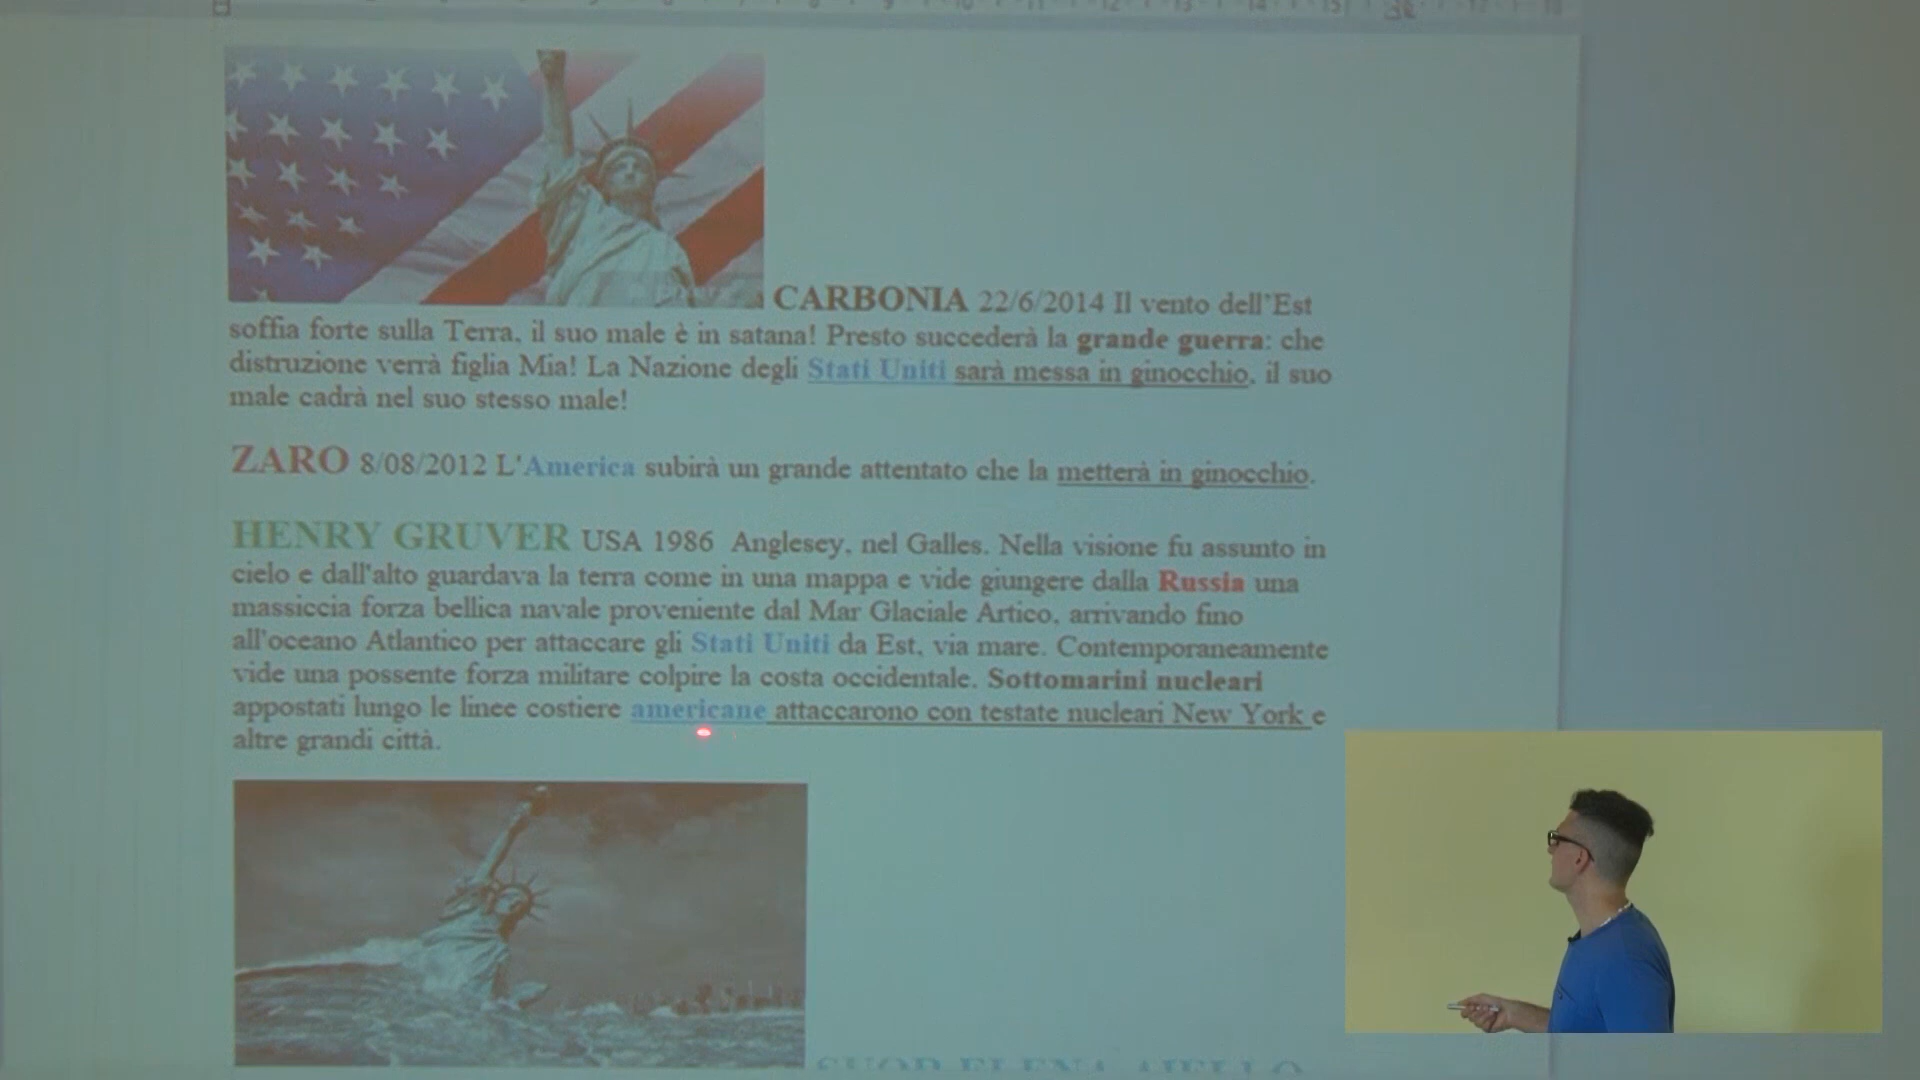 CARBONIA 22/6/2014 Il vento dell'Est
soffia forte sulla Terra, il suo male è in satana! Presto succederà la grande guerra: che
distruzione verrà figlia Mia! La Nazione degli Stati Uniti sarà messa in ginocchio, il suo
male cadrà nel suo stesso male!
ZARO 8/08/2012 L'America subirà un grande attentato che la metterà in ginocchio.
HENRY GRUVER USA 1986 Anglesey, nel Galles. Nella visione fu assunto in
cielo e dall'alto guardava la terra come in una mappa e vide giungere dalla Russia una
massiccia forza bellica navale proveniente dal Mar Glaciale Artico, arrivando fino
all'oceano Atlantico per attaccare gli Stati Uniti da Est, via mare. Contemporaneamente
vide una possente forza militare colpire la costa occidentale. Sottomarini nucleari
appostati lungo le linee costiere americane attaccarono con testate nucleari New York e
altre grandi città.
SUOR ELENA AIELLO